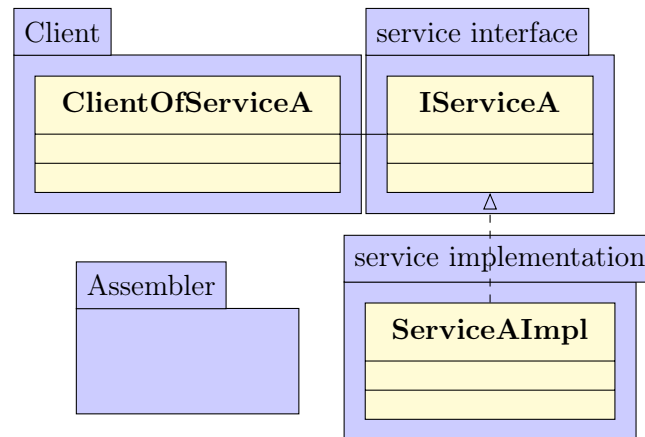 Client
service interface
ClientOfServiceA
IServiceA
service implementation
Assembler
ServiceAImpl